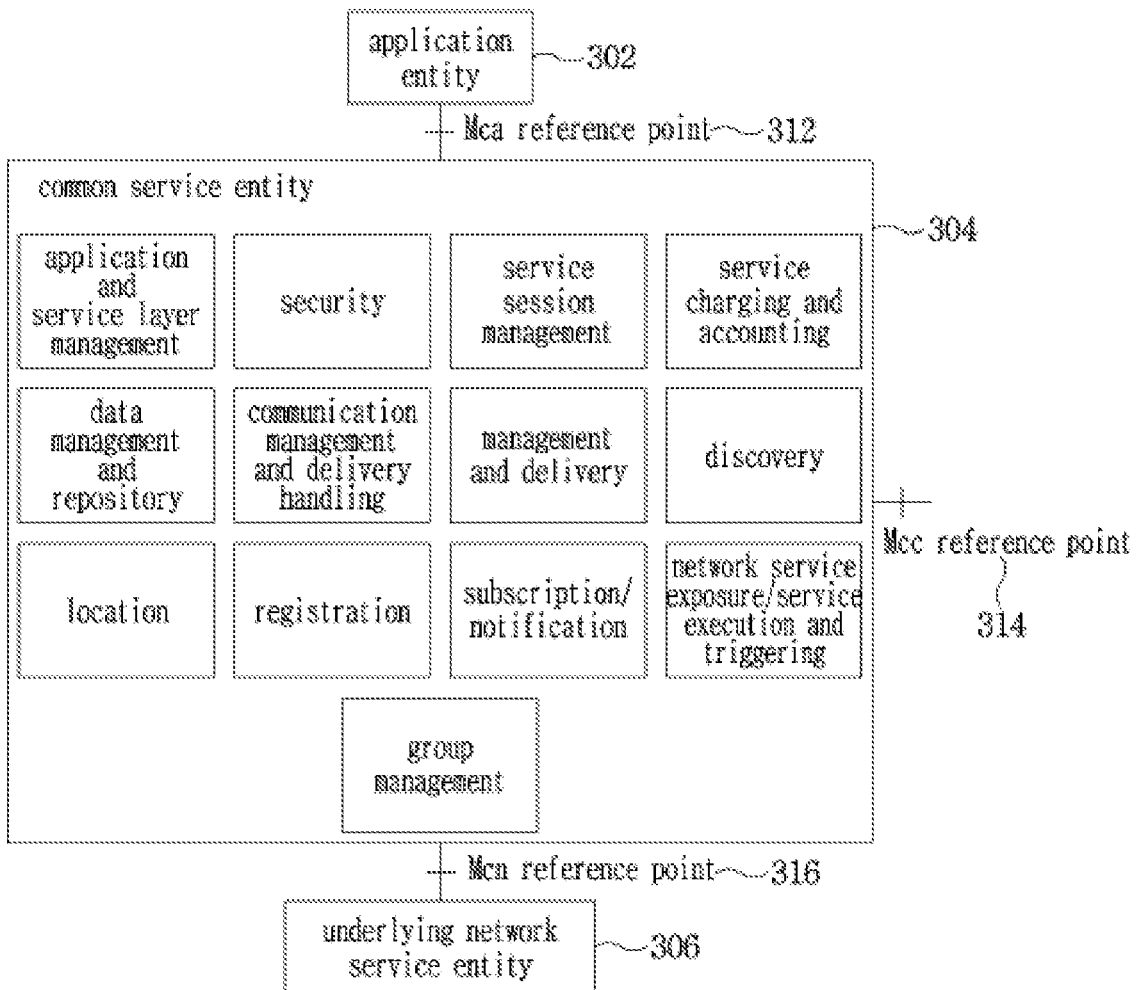 application
entity
302
Mca reference point
312
common service entity
304
application
and
service layer
management
security
service
session
management
service
charging and
accounting
data
management
and
repository
communication
management
and delivery
handling
management
and delivery
discovery
Mcc reference point
314
location
registration
subscription/
notification
network service
exposure/service
execution and
triggering
group
management
Mcn reference point
316
underlying network
service entity
306